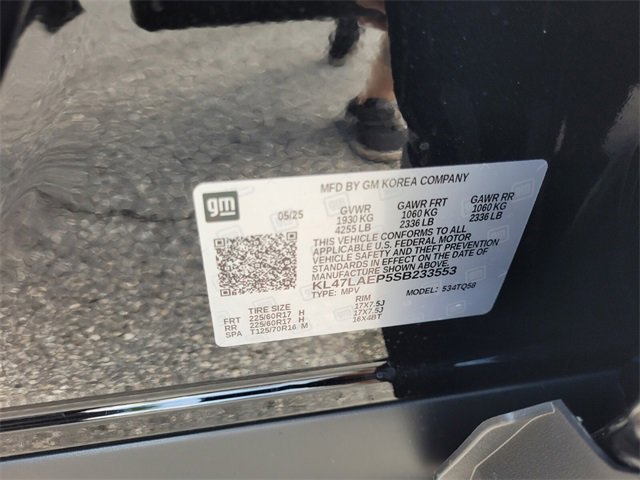 MFD BY GM KOREA COMPANY
gm 05/25 GVWR GAWR FRT GAWR RR
1930 KG 1060 KG 1060 KG
4255 LB 2336 LB 2336 LB
THIS VEHICLE CONFORMS TO ALL
APPLICABLE U.S. FEDERAL MOTOR
VEHICLE SAFETY AND THEFT PREVENTION
STANDARDS IN EFFECT ON THE DATE OF
MANUFACTURE SHOWN ABOVE.
KL47LAEP5SB233553
TYPE: MPV MODEL: 534TQ58
TIRE SIZE RIM
FRT 225/60R17 H 17X7.5J
RR 225/60R17 H 17X7.5J
SPA T125/70R16 M 16X4BT